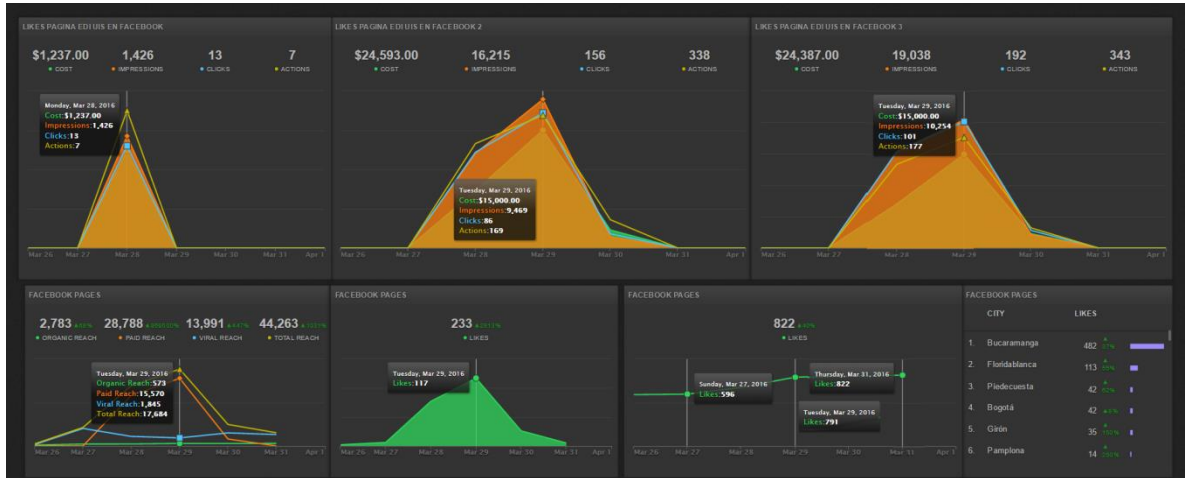 LIKES PAGINA EDI UIS EN FACEBOOK
$1,237.00 1,426 13 7
COST IMPRESSIONS CLICKS ACTIONS
Monday, Mar 28, 2016
Cost:$1,237.00
Impressions:1,426
Clicks:13
Actions:7
Mar 26 Mar 27 Mar 28 Mar 29 Mar 30 Mar 31 Apr 1
LIKES PAGINA EDI UIS EN FACEBOOK 2
$24,593.00 16,215 156 338
COST IMPRESSIONS CLICKS ACTIONS
Tuesday, Mar 29, 2016
Cost:$15,000.00
Impressions:9,469
Clicks:86
Actions:169
Mar 26 Mar 27 Mar 28 Mar 29 Mar 30 Mar 31 Apr 1
LIKES PAGINA EDI UIS EN FACEBOOK 3
$24,387.00 19,038 192 343
COST IMPRESSIONS CLICKS ACTIONS
Tuesday, Mar 29, 2016
Cost:$15,000.00
Impressions:10,254
Clicks:101
Actions:177
Mar 26 Mar 27 Mar 28 Mar 29 Mar 30 Mar 31 Apr 1
FACEBOOK PAGES
2,783 28,788 13,991 44,263
ORGANIC REACH PAID REACH VIRAL REACH TOTAL REACH
Tuesday, Mar 29, 2016
Organic Reach:573
Paid Reach:15,570
Viral Reach:1,845
Total Reach:17,684
Mar 26 Mar 27 Mar 28 Mar 29 Mar 30 Mar 31 Apr 1
FACEBOOK PAGES
233
LIKES
Tuesday, Mar 29, 2016
Likes:117
Mar 26 Mar 27 Mar 28 Mar 29 Mar 30 Mar 31 Apr 1
FACEBOOK PAGES
822
LIKES
Sunday, Mar 27, 2016
Likes:596
Thursday, Mar 31, 2016
Likes:822
Tuesday, Mar 29, 2016
Likes:791
Mar 26 Mar 27 Mar 28 Mar 29 Mar 30 Mar 31 Apr 1
FACEBOOK PAGES
CITY LIKES
1. Bucaramanga 482
2. Floridablanca 113
3. Piedecuesta 42
4. Bogotá 42
5. Girón 35
6. Pamplona 14